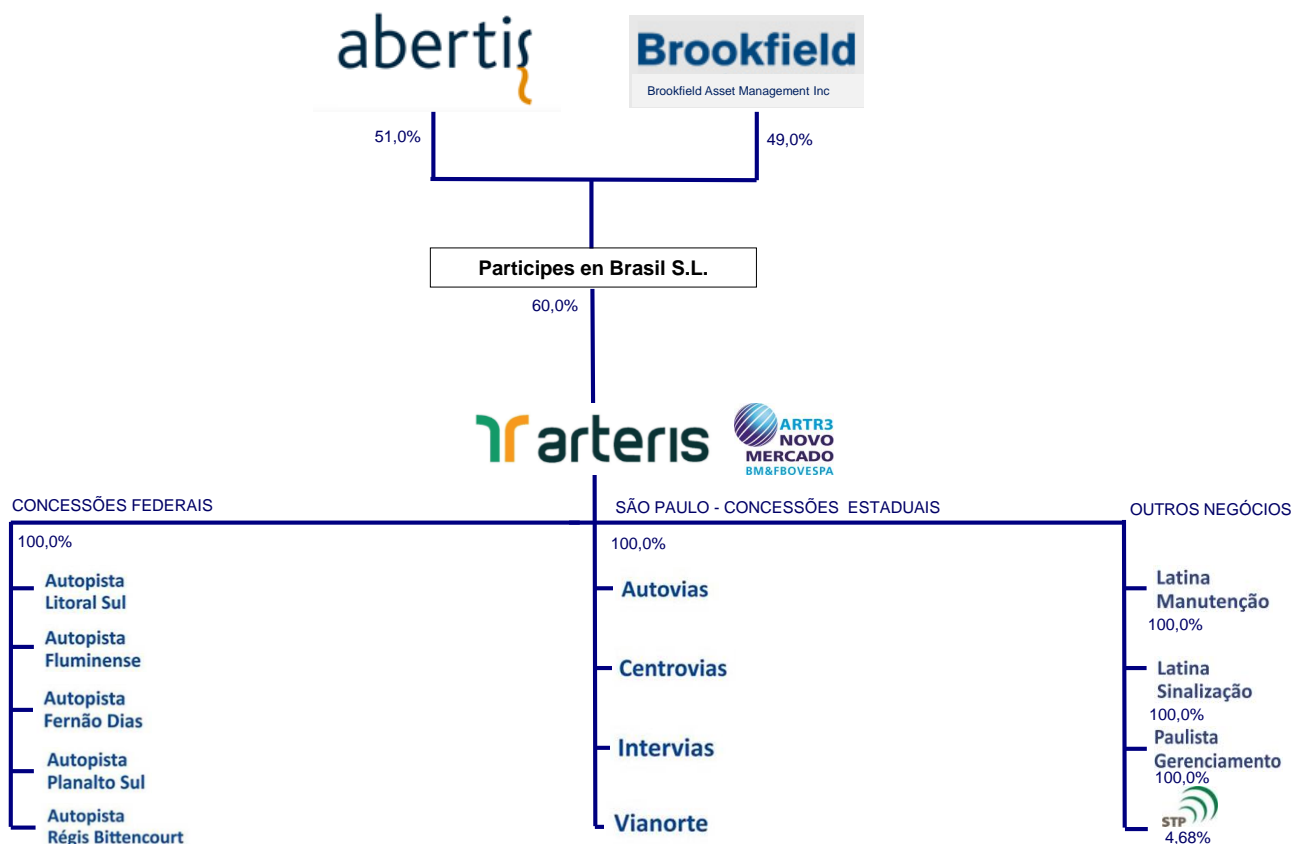 abertis
Brookfield
Brookfield Asset Management Inc
51,0%
49,0%
Participes en Brasil S.L.
60,0%
arteris
ARTR3
NOVO
MERCADO
BM&FBOVESPA
CONCESSÕES FEDERAIS
100,0%
Autopista
Litoral Sul
Autopista
Fluminense
Autopista
Fernão Dias
Autopista
Planalto Sul
Autopista
Régis Bittencourt
SÃO PAULO - CONCESSÕES ESTADUAIS
100,0%
Autovias
Centrovias
Intervias
Vianorte
OUTROS NEGÓCIOS
Latina
Manutenção
100,0%
Latina
Sinalização
100,0%
Paulista
Gerenciamento
100,0%
STP
4,68%